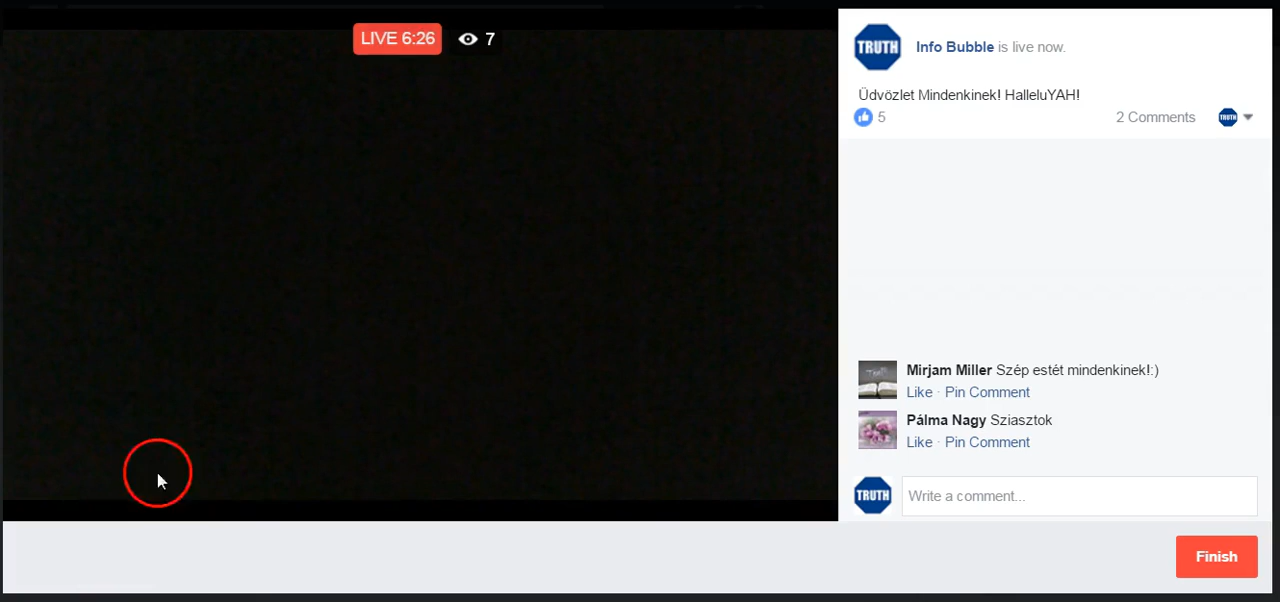 LIVE 6:26 7
TRUTH
Info Bubble is live now.
Üdvözlet Mindenkinek! HalleluYAH!
5
2 Comments
TRUTH
Mirjam Miller Szép estét mindenkinek!:)
Like · Pin Comment
Pálma Nagy Sziasztok
Like · Pin Comment
TRUTH
Write a comment...
Finish